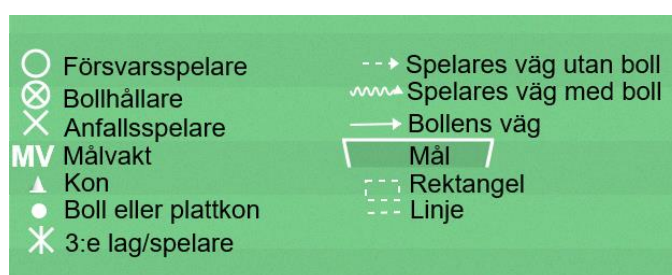 Försvarsspelare
Bollhållare
Anfallsspelare
MV Målvakt
Kon
Boll eller plattkon
3:e lag/spelare
Spelares väg utan boll
Spelares väg med boll
Bollens väg
Mål
Rektangel
Linje